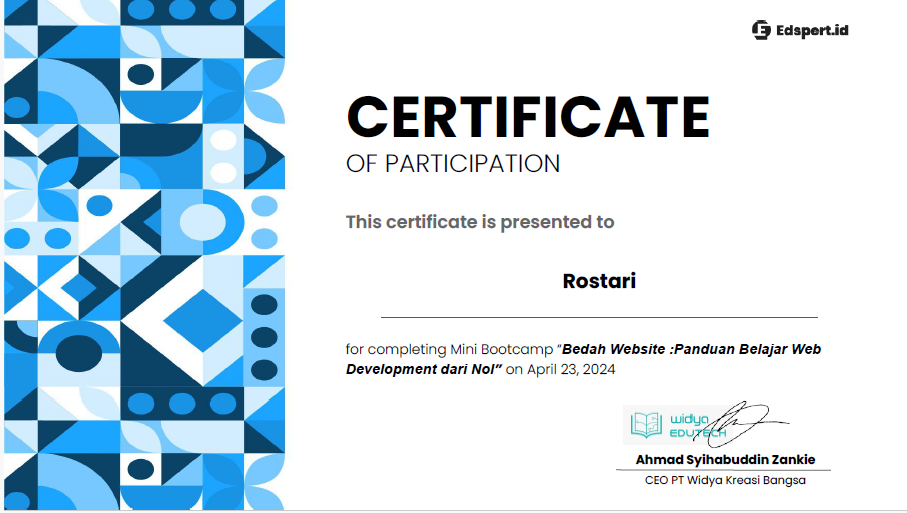 Edspert.id
CERTIFICATE
OF PARTICIPATION
This certificate is presented to
Rostari
for completing Mini Bootcamp "Bedah Website :Panduan Belajar Web
Development dari Nol” on April 23, 2024
widya
EDUTECH
Ahmad Syihabuddin Zankie
CEO PT Widya Kreasi Bangsa